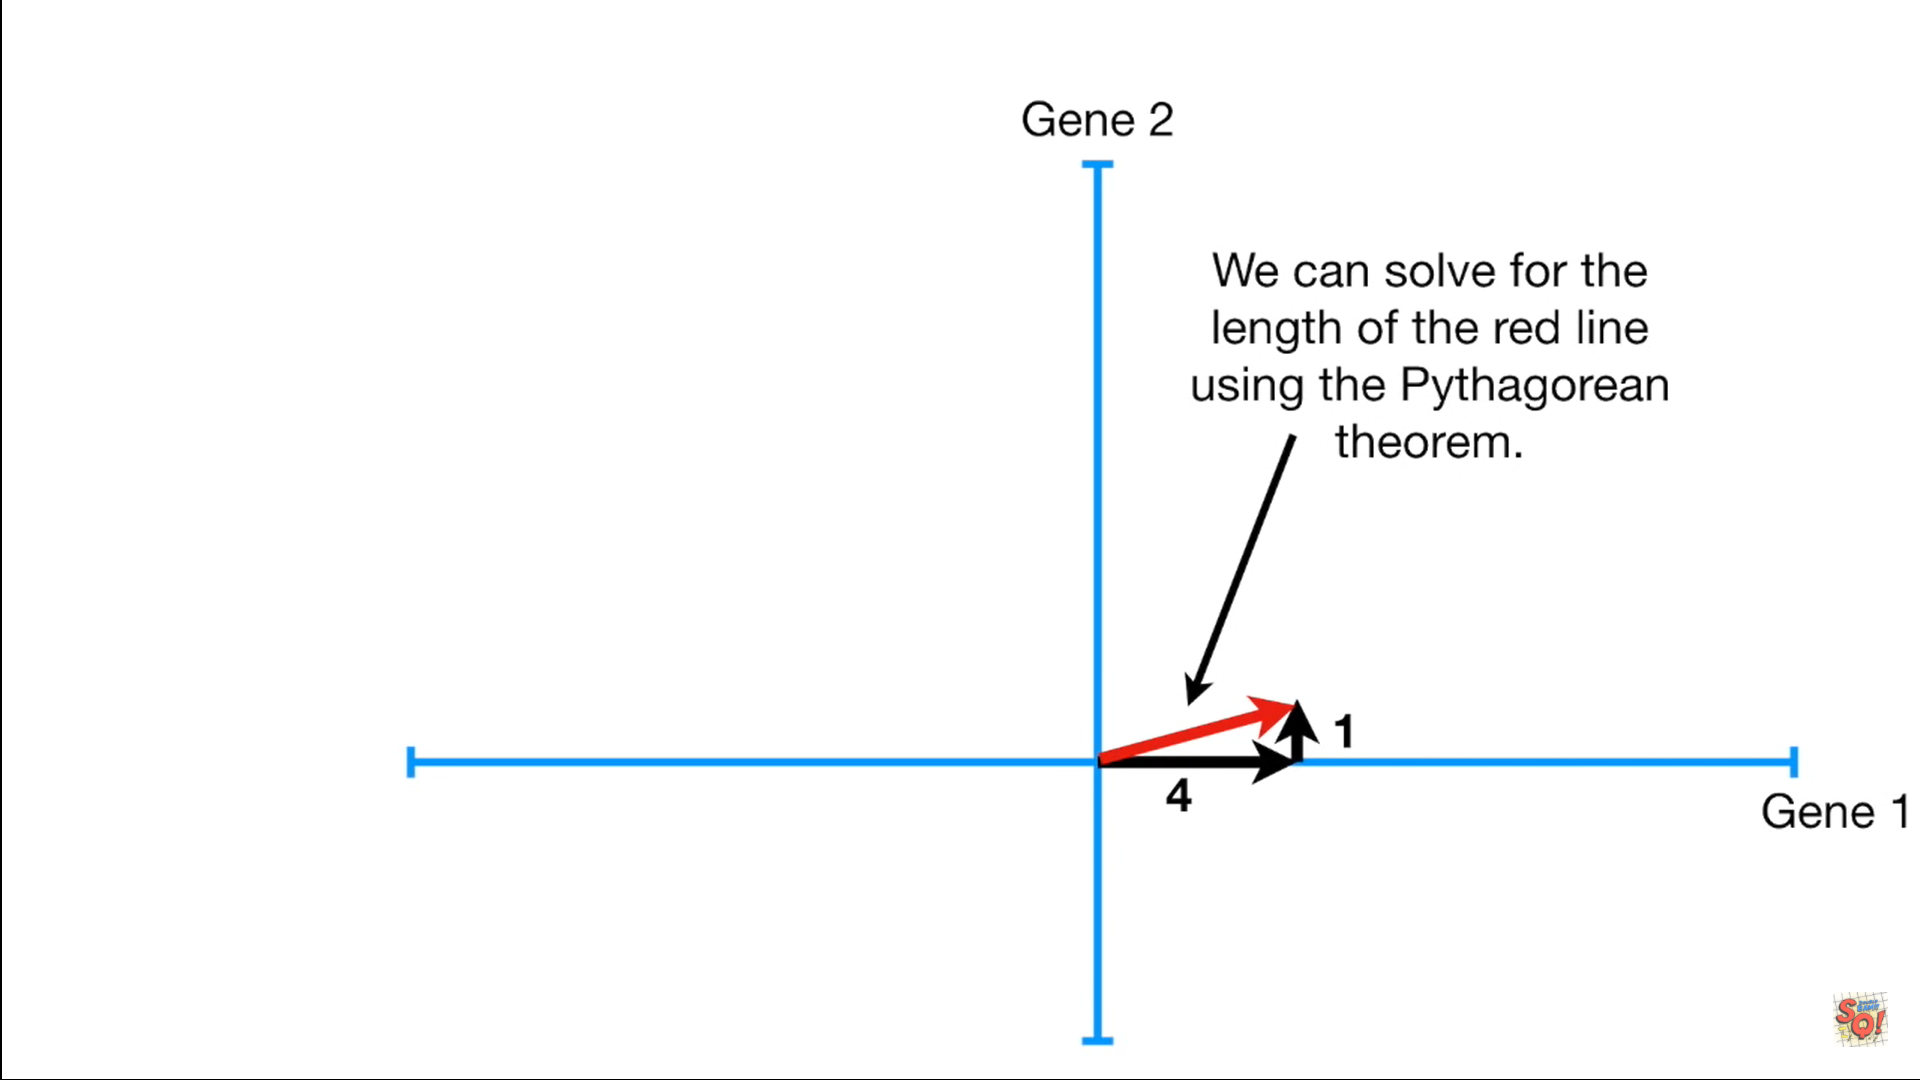 Gene 2
We can solve for the
length of the red line
using the Pythagorean
theorem.
1
4
Gene 1
SQ!